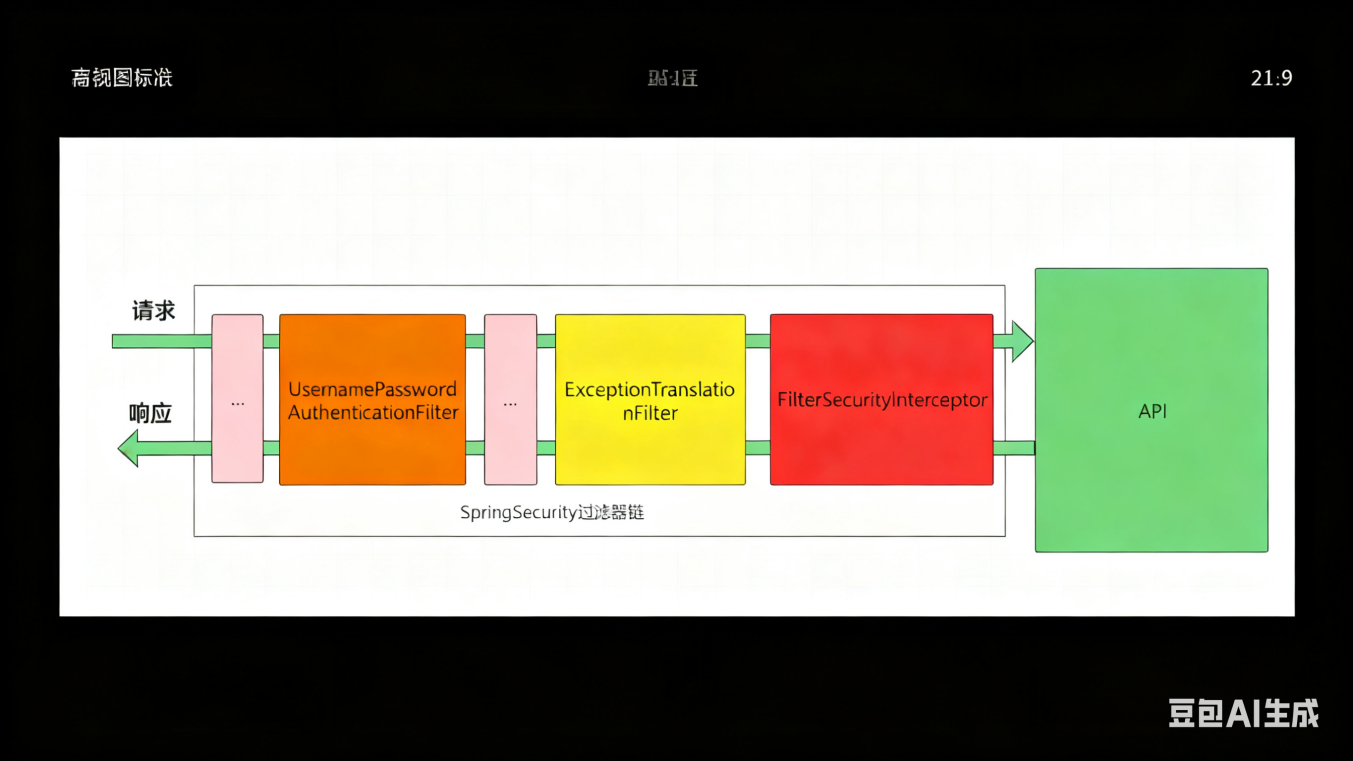 21:9
请求
响应
...
UsernamePassword
AuthenticationFilter
...
ExceptionTranslatio
nFilter
FilterSecurityInterceptor
API
SpringSecurity过滤器链
豆包AI生成